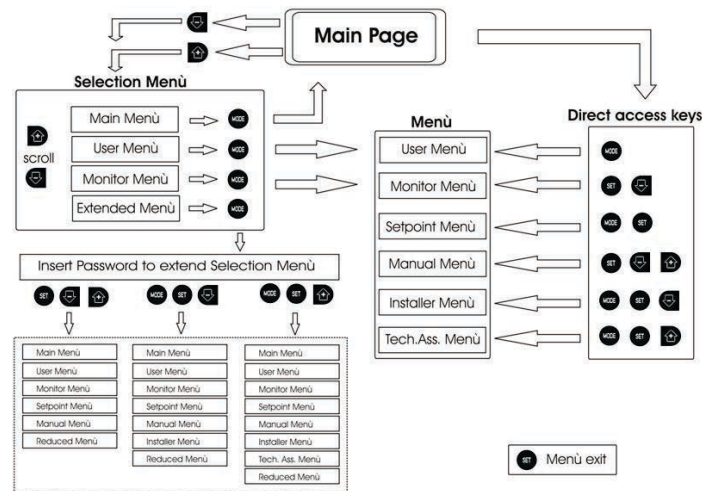 Main Page
Selection Menù
Main Menù MODE
User Menù MODE
Monitor Menù MODE
Extended Menù MODE
scroll
Insert Password to extend Selection Menù
SET
MODE SET
MODE SET
Main Menù
User Menù
Monitor Menù
Setpoint Menù
Manual Menù
Reduced Menù
Main Menù
User Menù
Monitor Menù
Setpoint Menù
Manual Menù
Installer Menù
Reduced Menù
Main Menù
User Menù
Monitor Menù
Setpoint Menù
Manual Menù
Installer Menù
Tech. Ass. Menù
Reduced Menù
Menù
User Menù
Monitor Menù
Setpoint Menù
Manual Menù
Installer Menù
Tech.Ass. Menù
Direct access keys
MODE
SET
MODE SET
SET
MODE SET
MODE SET
SET Menù exit